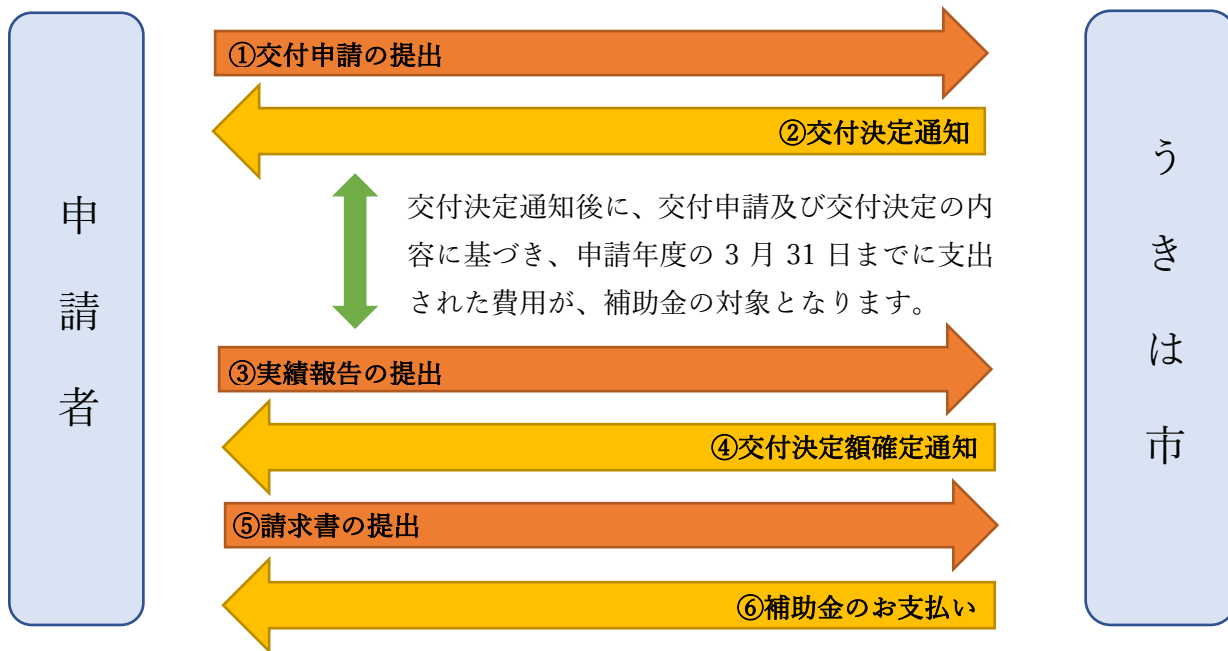 申請者
①交付申請の提出
②交付決定通知
交付決定通知後に、交付申請及び交付決定の内
容に基づき、申請年度の 3 月 31 日までに支出
された費用が、補助金の対象となります。
③実績報告の提出
④交付決定額確定通知
⑤請求書の提出
⑥補助金のお支払い
うきは市